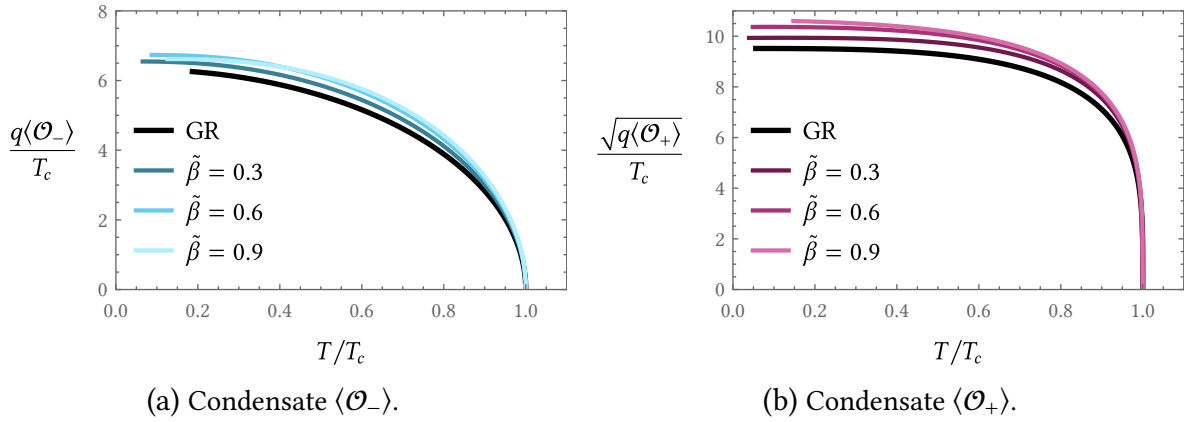 8
6
4
2
0
q⟨𝒪₋⟩
T_c
GR
β̃ = 0.3
β̃ = 0.6
β̃ = 0.9
0.0 0.2 0.4 0.6 0.8 1.0
T/T_c
(a) Condensate ⟨𝒪₋⟩.
10
8
6
4
2
0
√q⟨𝒪₊⟩
T_c
GR
β̃ = 0.3
β̃ = 0.6
β̃ = 0.9
0.0 0.2 0.4 0.6 0.8 1.0
T/T_c
(b) Condensate ⟨𝒪₊⟩.